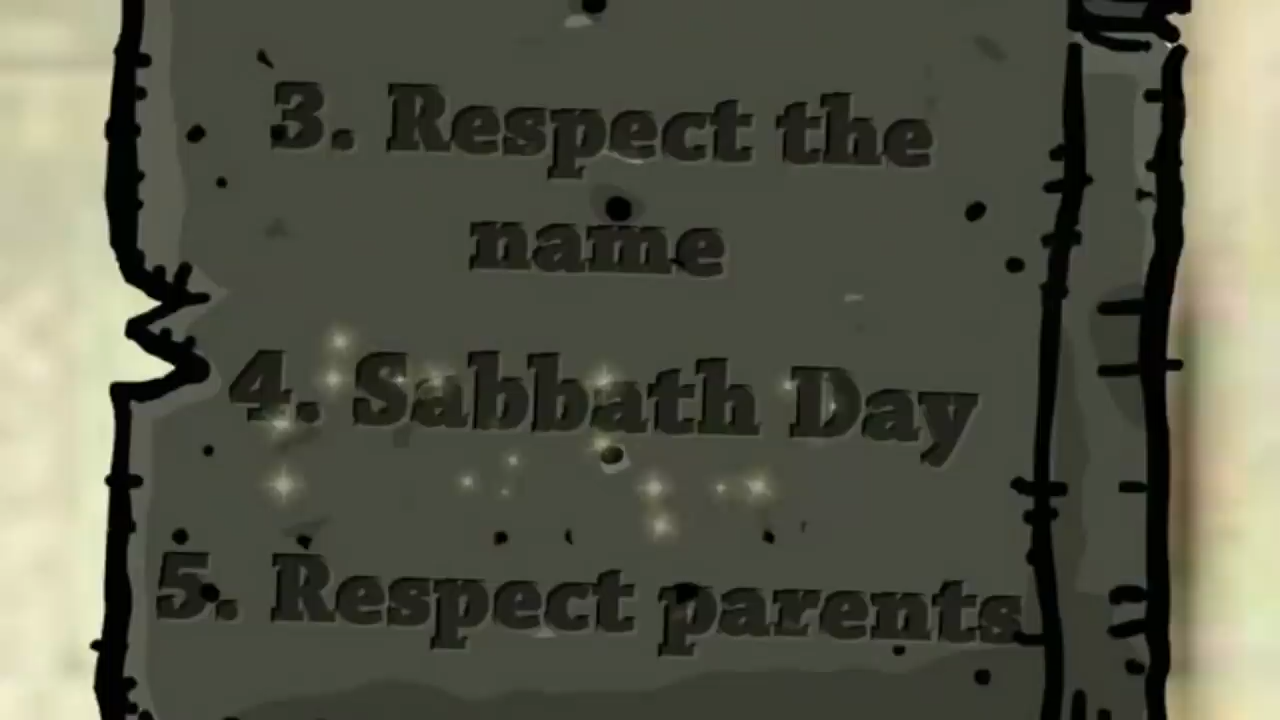 3. Respect the
name
4. Sabbath Day
5. Respect parents